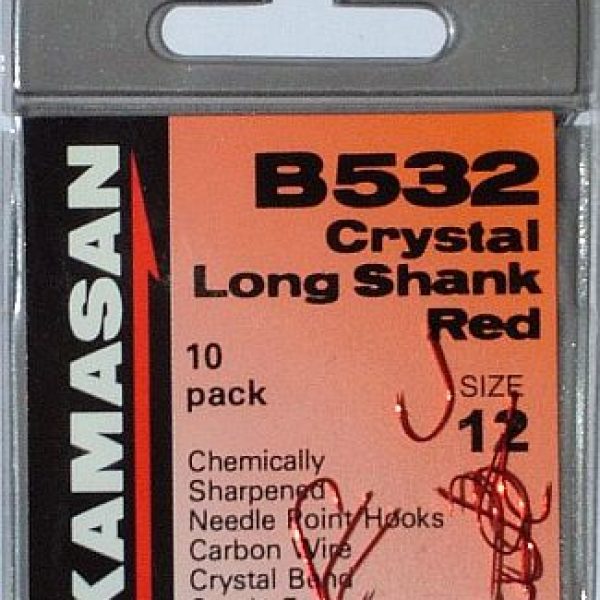 KAMASAN
B532
Crystal
Long Shank
Red
10
pack
SIZE
12
Chemically
Sharpened
Needle Point Hooks
Carbon Wire
Crystal Bend